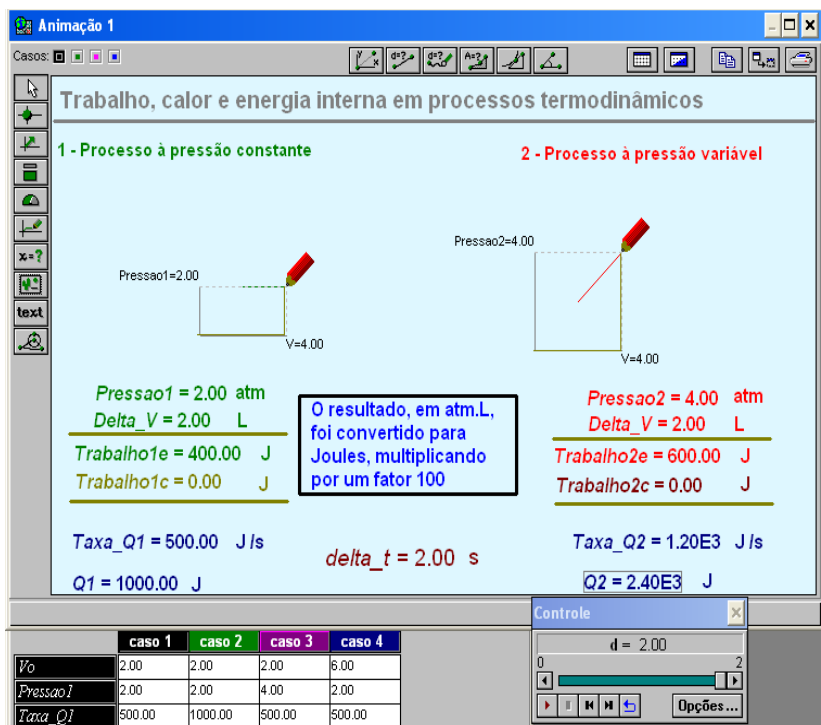 Animação 1
Casos:
Trabalho, calor e energia interna em processos termodinâmicos
1 - Processo à pressão constante
2 - Processo à pressão variável
Pressao1=2.00
V=4.00
Pressao2=4.00
V=4.00
Pressao1 = 2.00 atm
Delta_V = 2.00 L
Trabalho1e = 400.00 J
Trabalho1c = 0.00 J
O resultado, em atm.L,
foi convertido para
Joules, multiplicando
por um fator 100
Pressao2 = 4.00 atm
Delta_V = 2.00 L
Trabalho2e = 600.00 J
Trabalho2c = 0.00 J
Taxa_Q1 = 500.00 J/s
Q1 = 1000.00 J
delta_t = 2.00 s
Taxa_Q2 = 1.20E3 J/s
Q2 = 2.40E3 J
text
x=?
d=?
d=?
A=?
Controle
d = 2.00
0 2
Opções...
caso 1 caso 2 caso 3 caso 4
Vo 2.00 2.00 2.00 6.00
Pressao1 2.00 2.00 4.00 2.00
Taxa_Q1 500.00 1000.00 500.00 500.00